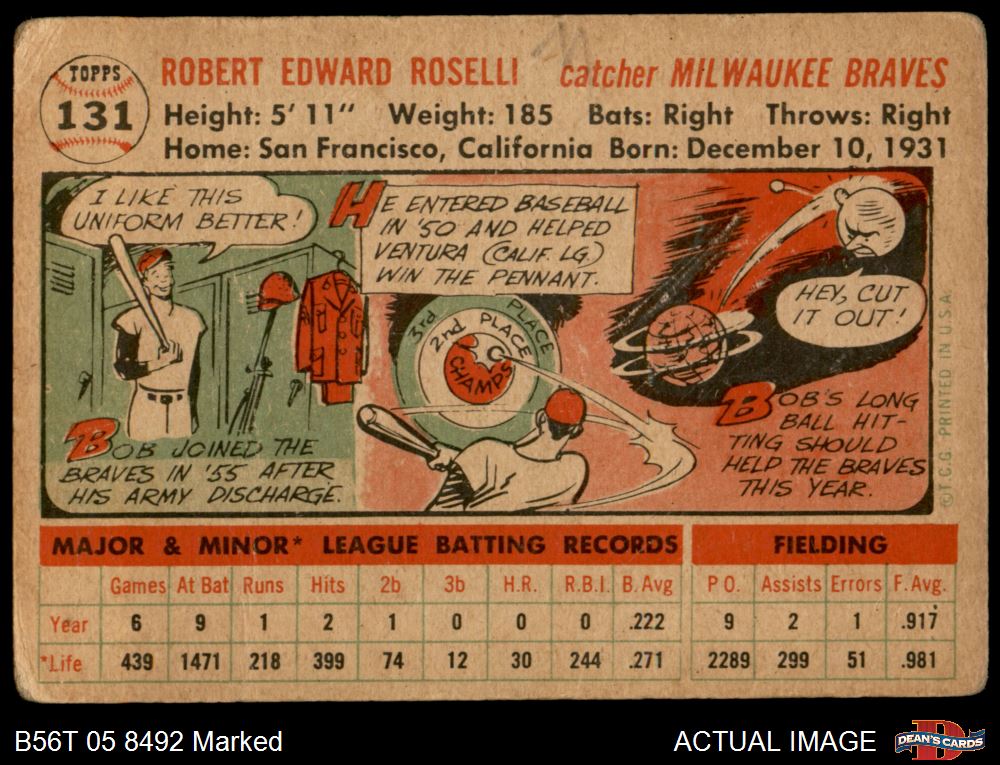 TOPPS
131
ROBERT EDWARD ROSELLI catcher MILWAUKEE BRAVES
Height: 5' 11" Weight: 185 Bats: Right Throws: Right
Home: San Francisco, California Born: December 10, 1931
I LIKE THIS
UNIFORM BETTER!
BOB JOINED THE
BRAVES IN '55 AFTER
HIS ARMY DISCHARGE.
HE ENTERED BASEBALL
IN '50 AND HELPED
VENTURA (CALIF. LG.)
WIN THE PENNANT.
3rd PLACE
2nd PLACE
CHAMPS
HEY, CUT
IT OUT!
BOB'S LONG
BALL HIT-
TING SHOULD
HELP THE BRAVES
THIS YEAR.
©T.C.G. PRINTED IN U.S.A.
MAJOR & MINOR* LEAGUE BATTING RECORDS FIELDING
Games At Bat Runs Hits 2b 3b H.R. R.B.I. B. Avg P.O. Assists Errors F. Avg.
Year 6 9 1 2 1 0 0 0 .222 9 2 1 .917
*Life 439 1471 218 399 74 12 30 244 .271 2289 299 51 .981
B56T 05 8492 Marked ACTUAL IMAGE DEAN'S CARDS